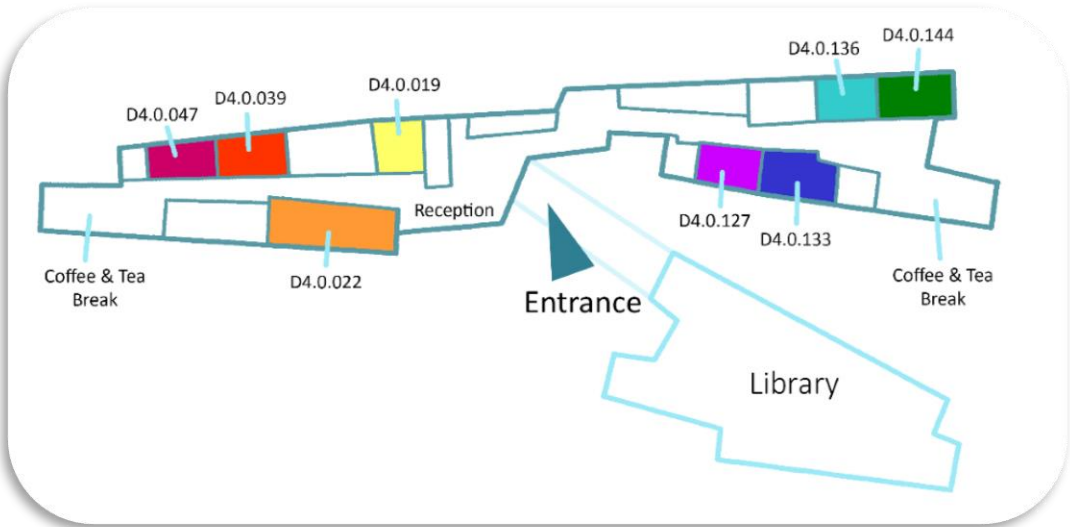 D4.0.144
D4.0.136
D4.0.019
D4.0.039
D4.0.047
Reception
D4.0.127
D4.0.133
Coffee & Tea
Break
D4.0.022
Coffee & Tea
Break
Entrance
Library